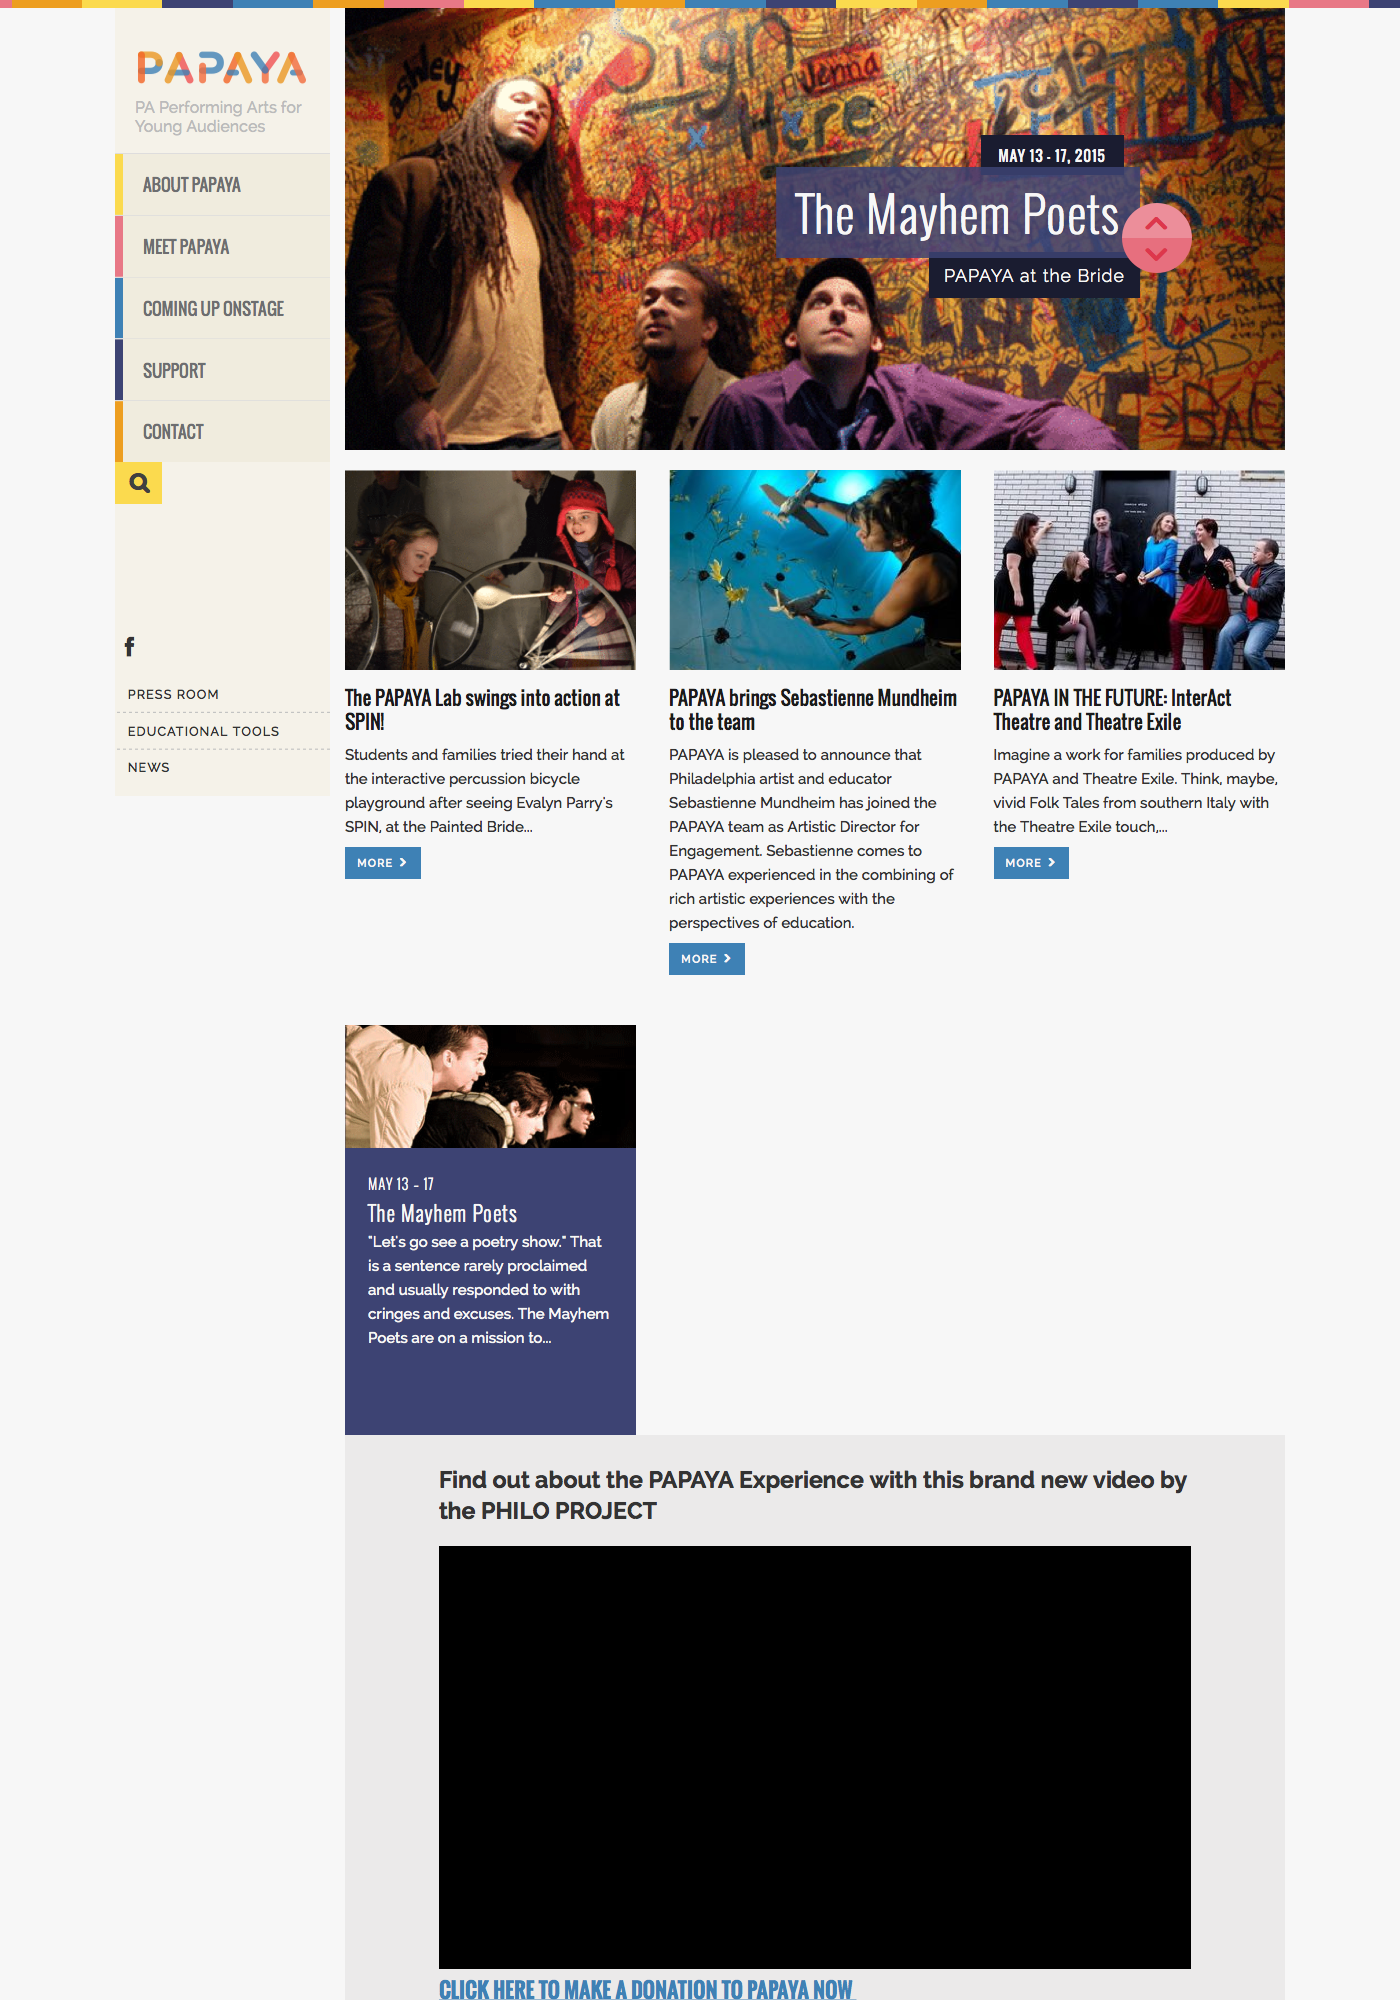 PAPAYA
PA Performing Arts for
Young Audiences
ABOUT PAPAYA
MEET PAPAYA
COMING UP ONSTAGE
SUPPORT
CONTACT
PRESS ROOM
EDUCATIONAL TOOLS
NEWS
ashley
Sign
Jenna
Here
2012
MAY 13 - 17, 2015
The Mayhem Poets
PAPAYA at the Bride
The PAPAYA Lab swings into action at
SPIN!
Students and families tried their hand at
the interactive percussion bicycle
playground after seeing Evalyn Parry's
SPIN, at the Painted Bride...
MORE
PAPAYA brings Sebastienne Mundheim
to the team
PAPAYA is pleased to announce that
Philadelphia artist and educator
Sebastienne Mundheim has joined the
PAPAYA team as Artistic Director for
Engagement. Sebastienne comes to
PAPAYA experienced in the combining of
rich artistic experiences with the
perspectives of education.
MORE
PAPAYA IN THE FUTURE: InterAct
Theatre and Theatre Exile
Imagine a work for families produced by
PAPAYA and Theatre Exile. Think, maybe,
vivid Folk Tales from southern Italy with
the Theatre Exile touch,...
MORE
MAY 13 - 17
The Mayhem Poets
"Let's go see a poetry show." That
is a sentence rarely proclaimed
and usually responded to with
cringes and excuses. The Mayhem
Poets are on a mission to...
Find out about the PAPAYA Experience with this brand new video by
the PHILO PROJECT
CLICK HERE TO MAKE A DONATION TO PAPAYA NOW